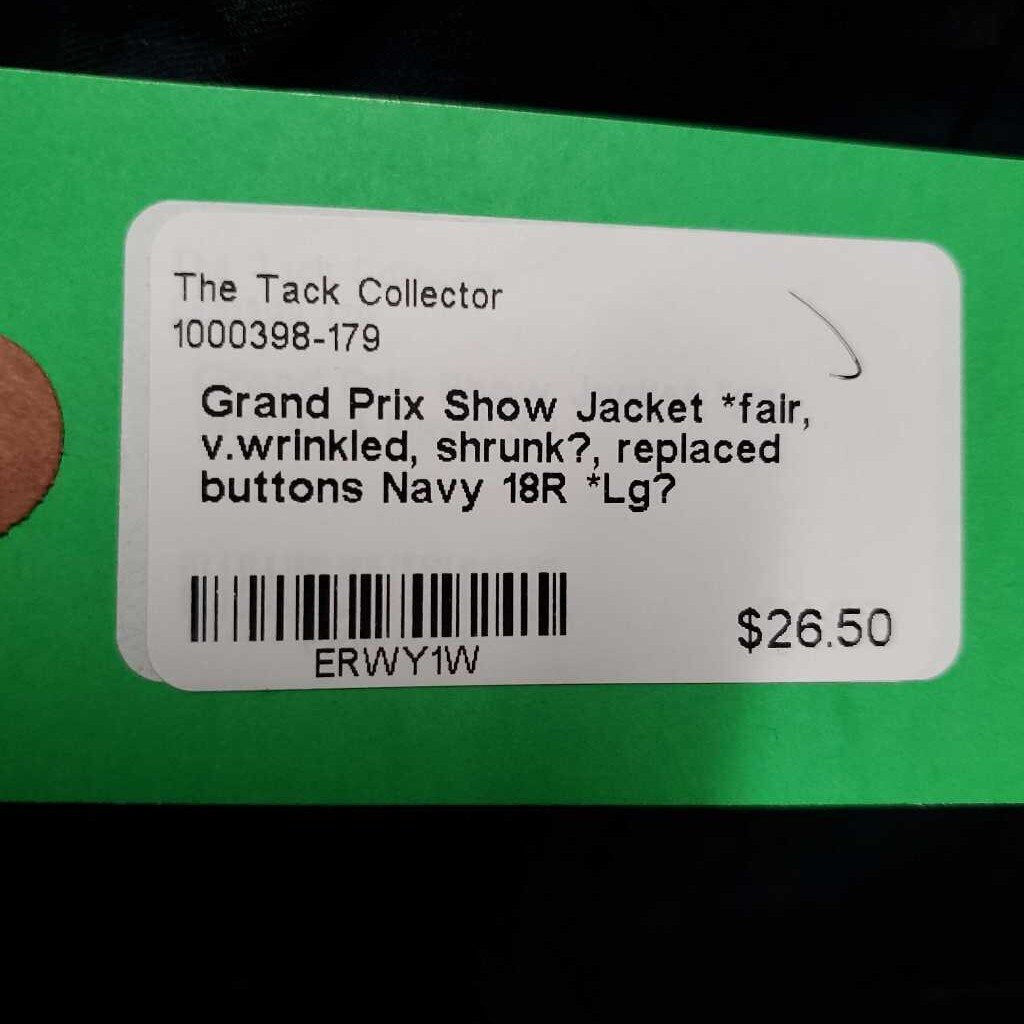 The Tack Collector
1000398-179
Grand Prix Show Jacket *fair,
v.wrinkled, shrunk?, replaced
buttons Navy 18R *Lg?
ERWY1W
$26.50